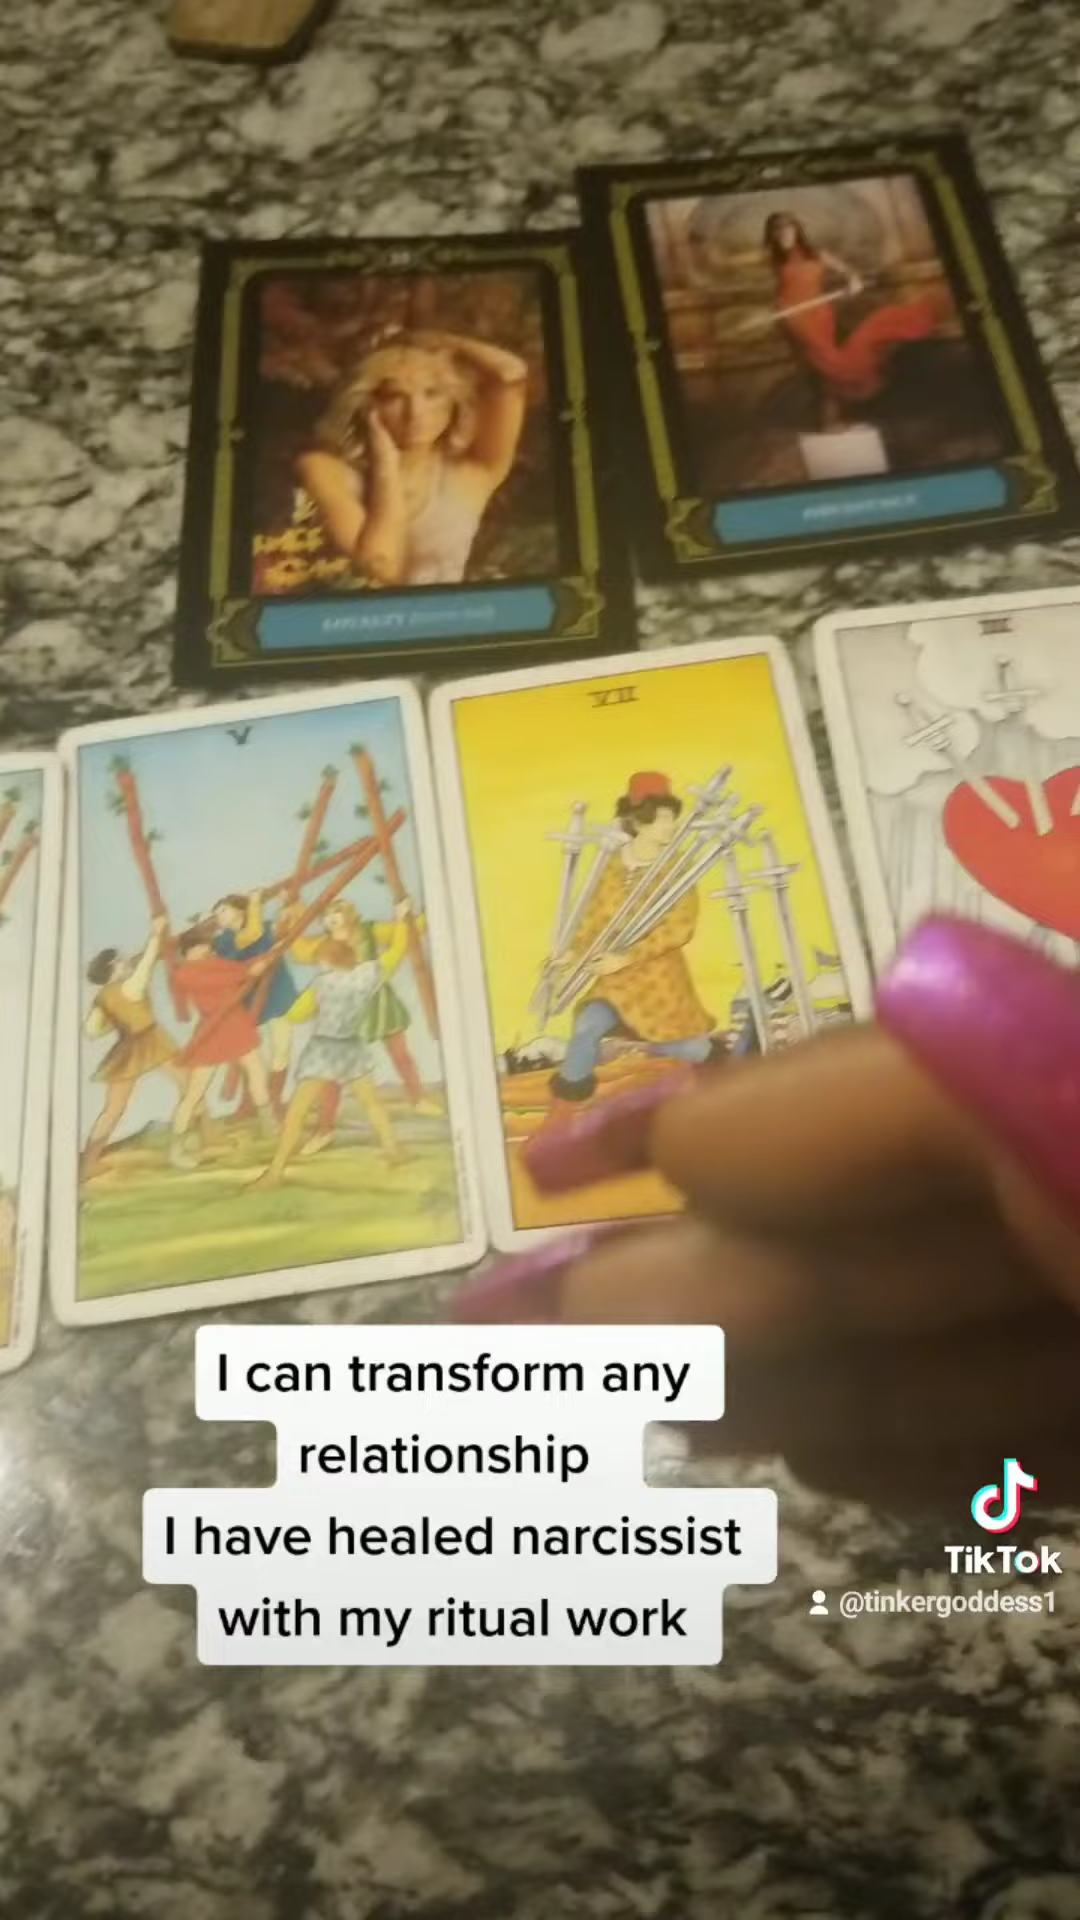 V
VII
III
I can transform any
relationship
I have healed narcissist
with my ritual work
TikTok
@tinkergoddess1